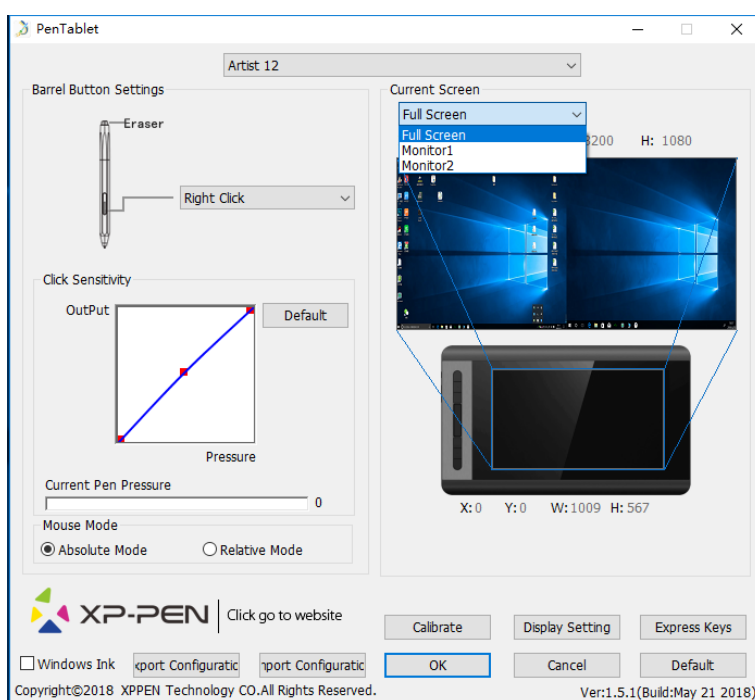 PenTablet
Artist 12
Barrel Button Settings
Eraser
Right Click
Click Sensitivity
OutPut
Default
Pressure
Current Pen Pressure
0
Mouse Mode
Absolute Mode
Relative Mode
Current Screen
Full Screen
Full Screen
Monitor1
Monitor2
3200 H: 1080
X: 0 Y: 0 W: 1009 H: 567
XP-PEN Click go to website
Calibrate Display Setting Express Keys
Windows Ink xport Configuratic nport Configuratic OK Cancel Default
Copyright©2018 XPPEN Technology CO.All Rights Reserved. Ver:1.5.1(Build:May 21 2018)